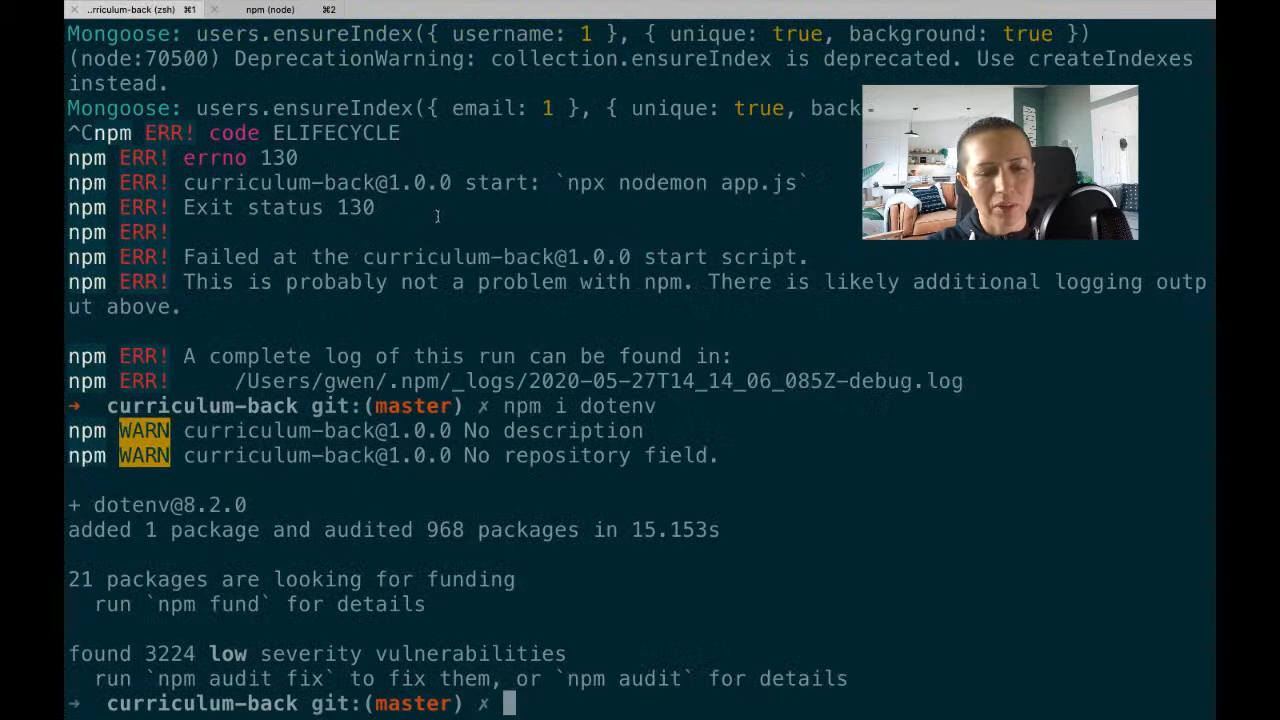 ..rriculum-back (zsh) ⌘1 npm (node) ⌘2
Mongoose: users.ensureIndex({ username: 1 }, { unique: true, background: true })
(node:70500) DeprecationWarning: collection.ensureIndex is deprecated. Use createIndexes
instead.
Mongoose: users.ensureIndex({ email: 1 }, { unique: true, back
^Cnpm ERR! code ELIFECYCLE
npm ERR! errno 130
npm ERR! curriculum-back@1.0.0 start: `npx nodemon app.js`
npm ERR! Exit status 130
npm ERR!
npm ERR! Failed at the curriculum-back@1.0.0 start script.
npm ERR! This is probably not a problem with npm. There is likely additional logging outp
ut above.
npm ERR! A complete log of this run can be found in:
npm ERR!     /Users/gwen/.npm/_logs/2020-05-27T14_14_06_085Z-debug.log
→ curriculum-back git:(master) ✗ npm i dotenv
npm WARN curriculum-back@1.0.0 No description
npm WARN curriculum-back@1.0.0 No repository field.
+ dotenv@8.2.0
added 1 package and audited 968 packages in 15.153s
21 packages are looking for funding
run `npm fund` for details
found 3224 low severity vulnerabilities
run `npm audit fix` to fix them, or `npm audit` for details
→ curriculum-back git:(master) ✗